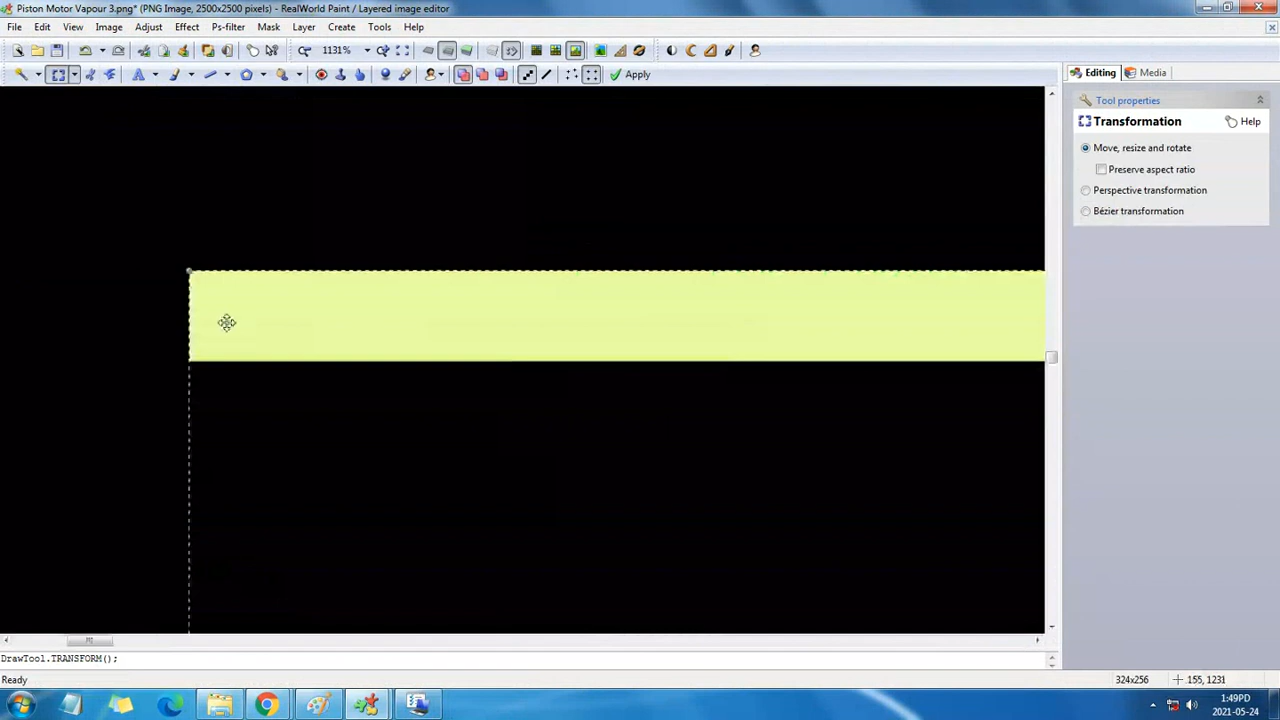 Piston Motor Vapour 3.png* (PNG Image, 2500x2500 pixels) - RealWorld Paint / Layered image editor
File Edit View Image Adjust Effect Ps-filter Mask Layer Create Tools Help
1131%
A Apply
Editing Media
Tool properties
Transformation Help
Move, resize and rotate
Preserve aspect ratio
Perspective transformation
Bézier transformation
DrawTool.TRANSFORM();
Ready 324x256 .155, 1231
1:49PD
2021-05-24